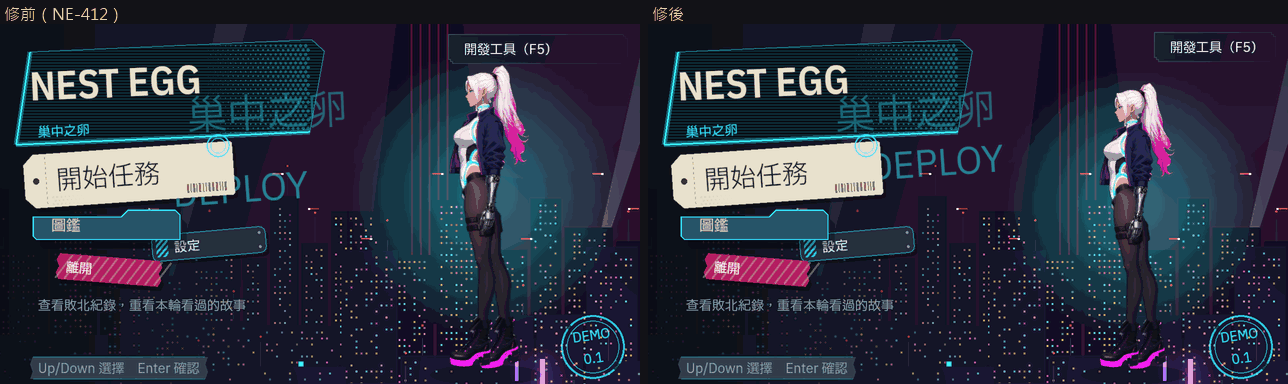 修前（NE-412）
開發工具（F5）
NEST EGG
巢中之卵
巢中之卵
開始任務
DEPLOY
圖鑑
設定
離開
查看敗北紀錄，重看本輪看過的故事
DEMO
0.1
Up/Down 選擇 Enter 確認
修後
開發工具（F5）
NEST EGG
巢中之卵
巢中之卵
開始任務
DEPLOY
圖鑑
設定
離開
查看敗北紀錄，重看本輪看過的故事
DEMO
0.1
Up/Down 選擇 Enter 確認